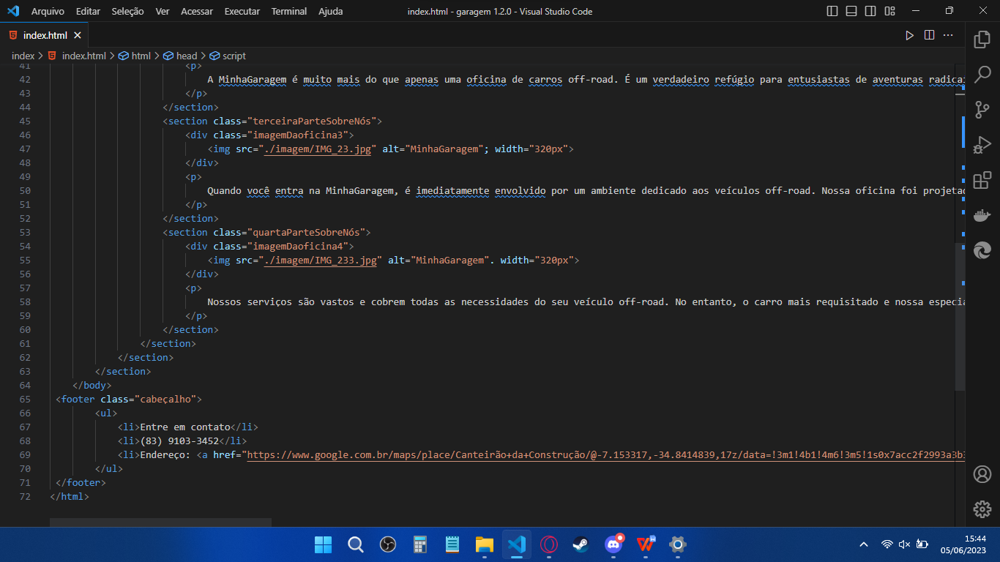 Arquivo Editar Seleção Ver Acessar Executar Terminal Ajuda index.html - garagem 1.2.0 - Visual Studio Code
index.html
index > index.html > html > head > script
41 <p>
42 A MinhaGaragem é muito mais do que apenas uma oficina de carros off-road. É um verdadeiro refúgio para entusiastas de aventuras radicai
43 </p>
44 </section>
45 <section class="terceiraParteSobreNós">
46 <div class="imagemDaoficina3">
47 <img src="./imagem/IMG_23.jpg" alt="MinhaGaragem"; width="320px">
48 </div>
49 <p>
50 Quando você entra na MinhaGaragem, é imediatamente envolvido por um ambiente dedicado aos veículos off-road. Nossa oficina foi projetad
51 </p>
52 </section>
53 <section class="quartaParteSobreNós">
54 <div class="imagemDaoficina4">
55 <img src="./imagem/IMG_233.jpg" alt="MinhaGaragem". width="320px">
56 </div>
57 <p>
58 Nossos serviços são vastos e cobrem todas as necessidades do seu veículo off-road. No entanto, o carro mais requisitado e nossa especia
59 </p>
60 </section>
61 </section>
62 </section>
63 </section>
64 </body>
65 <footer class="cabeçalho">
66 <ul>
67 <li>Entre em contato</li>
68 <li>(83) 9103-3452</li>
69 <li>Endereço: <a href="https://www.google.com.br/maps/place/Canteirão+da+Construção/@-7.153317,-34.8414839,17z/data=!3m1!4b1!4m6!3m5!1s0x7acc2f2993a3b3
70 </ul>
71 </footer>
72 </html>
15:44
05/06/2023